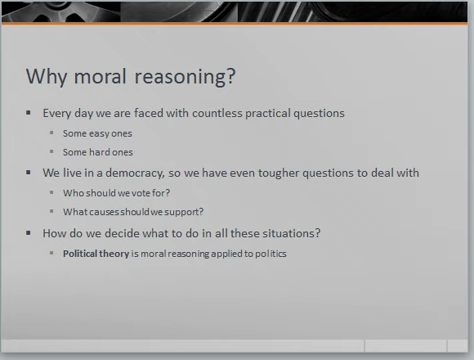 Why moral reasoning?
▪ Every day we are faced with countless practical questions
▪ Some easy ones
▪ Some hard ones
▪ We live in a democracy, so we have even tougher questions to deal with
▪ Who should we vote for?
▪ What causes should we support?
▪ How do we decide what to do in all these situations?
▪ Political theory is moral reasoning applied to politics